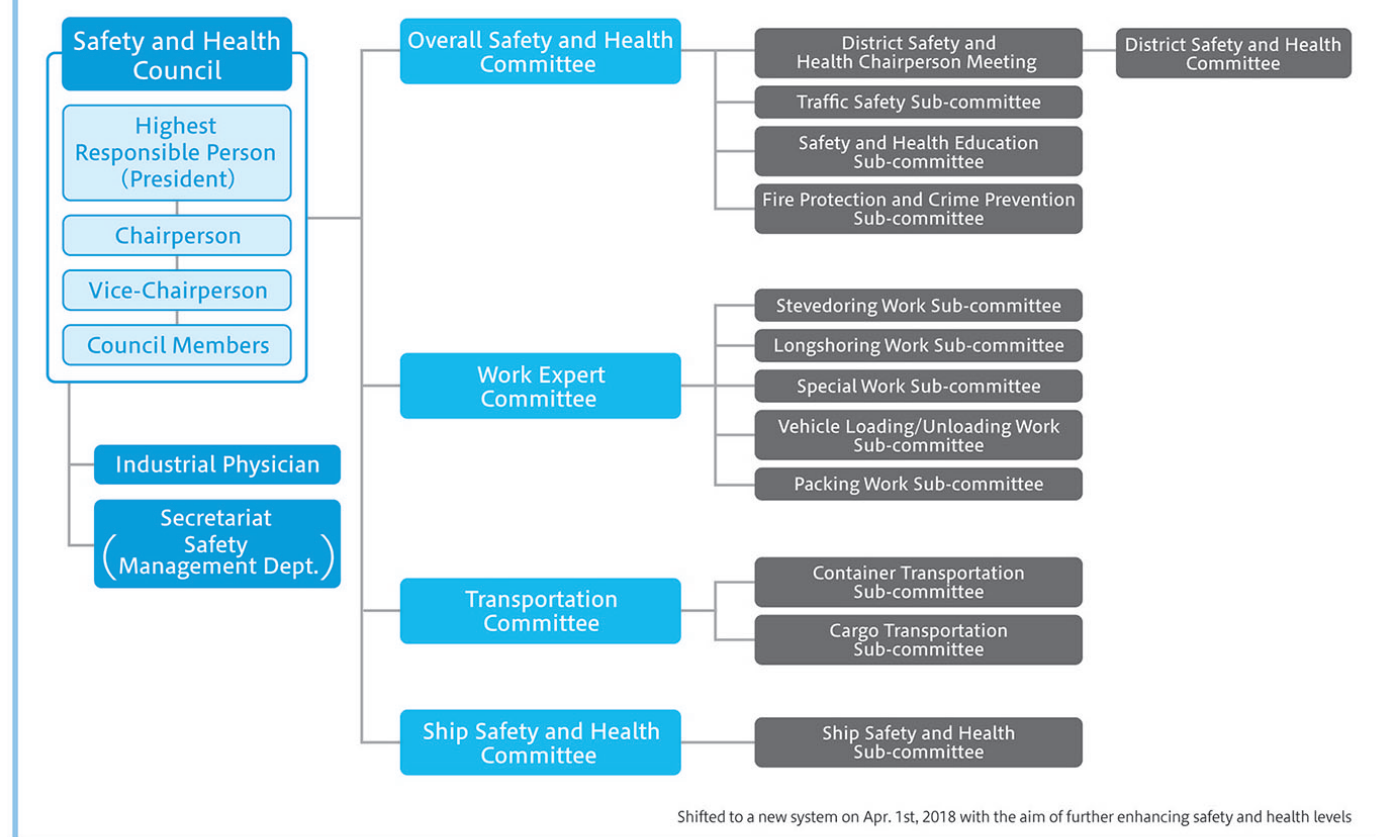 Safety and Health
Council
Highest
Responsible Person
(President)
Chairperson
Vice-Chairperson
Council Members
Industrial Physician
Secretariat
(Safety
Management Dept.)
Overall Safety and Health
Committee
District Safety and
Health Chairperson Meeting
District Safety and Health
Committee
Traffic Safety Sub-committee
Safety and Health Education
Sub-committee
Fire Protection and Crime Prevention
Sub-committee
Work Expert
Committee
Stevedoring Work Sub-committee
Longshoring Work Sub-committee
Special Work Sub-committee
Vehicle Loading/Unloading Work
Sub-committee
Packing Work Sub-committee
Transportation
Committee
Container Transportation
Sub-committee
Cargo Transportation
Sub-committee
Ship Safety and Health
Committee
Ship Safety and Health
Sub-committee
Shifted to a new system on Apr. 1st, 2018 with the aim of further enhancing safety and health levels